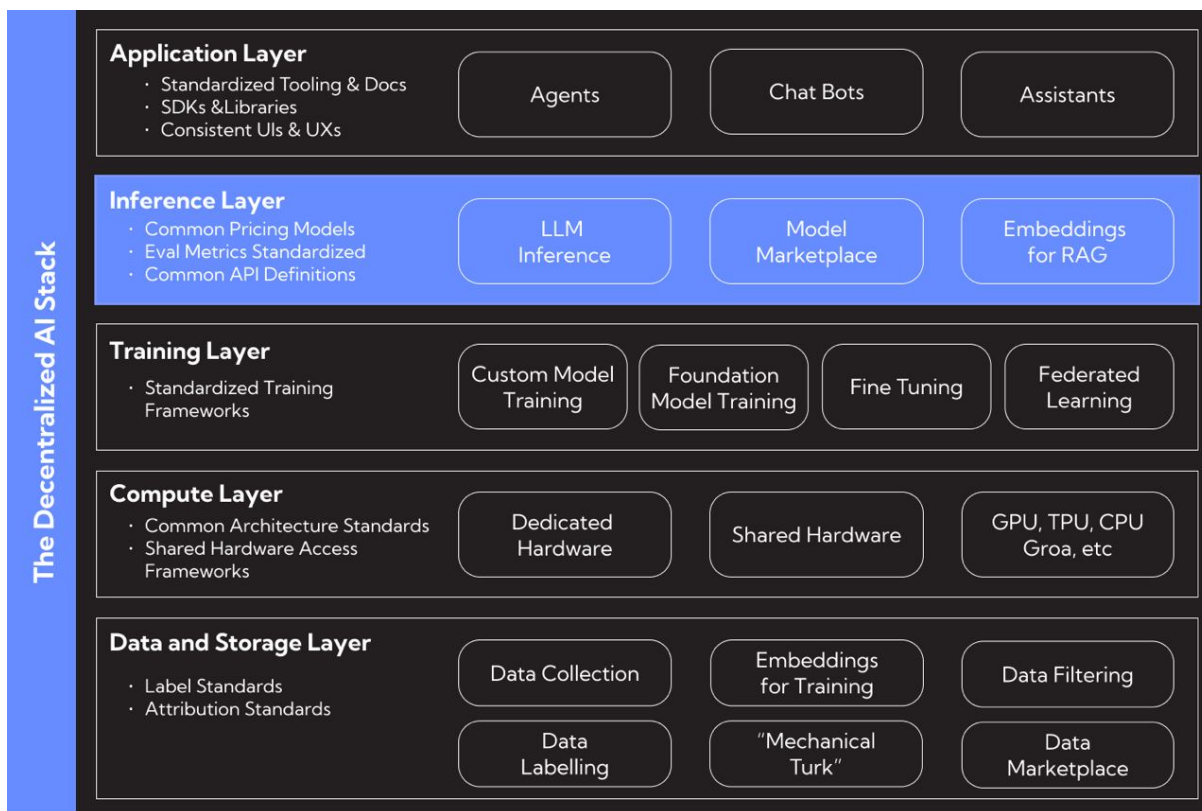 The Decentralized AI Stack
Application Layer
· Standardized Tooling & Docs
· SDKs &Libraries
· Consistent UIs & UXs
Agents
Chat Bots
Assistants
Inference Layer
· Common Pricing Models
· Eval Metrics Standardized
· Common API Definitions
LLM
Inference
Model
Marketplace
Embeddings
for RAG
Training Layer
· Standardized Training
Frameworks
Custom Model
Training
Foundation
Model Training
Fine Tuning
Federated
Learning
Compute Layer
· Common Architecture Standards
· Shared Hardware Access
Frameworks
Dedicated
Hardware
Shared Hardware
GPU, TPU, CPU
Groa, etc
Data and Storage Layer
· Label Standards
· Attribution Standards
Data Collection
Embeddings
for Training
Data Filtering
Data
Labelling
“Mechanical
Turk”
Data
Marketplace